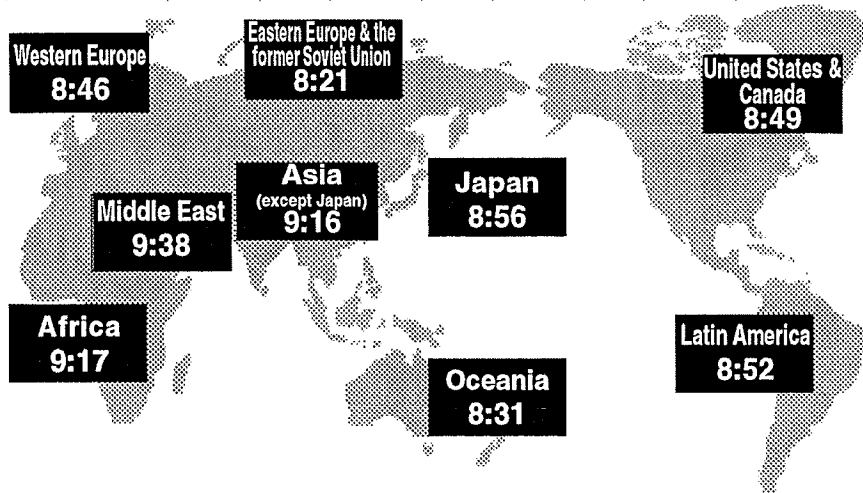 Western Europe
8:46
Eastern Europe & the
former Soviet Union
8:21
United States &
Canada
8:49
Asia
(except Japan)
9:16
Japan
8:56
Middle East
9:38
Africa
9:17
Latin America
8:52
Oceania
8:31